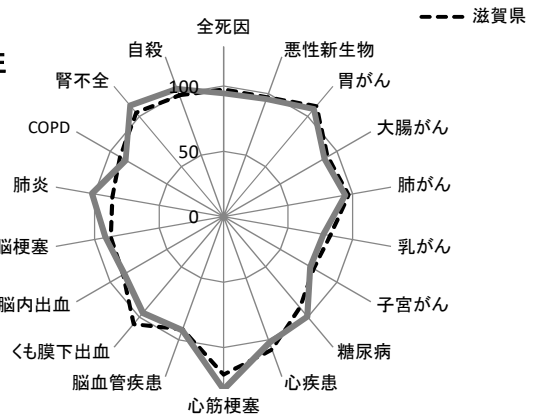 滋賀県
全死因
悪性新生物
胃がん
大腸がん
肺がん
乳がん
子宮がん
糖尿病
心疾患
心筋梗塞
脳血管疾患
くも膜下出血
脳内出血
脳梗塞
肺炎
COPD
腎不全
自殺
100
50
0